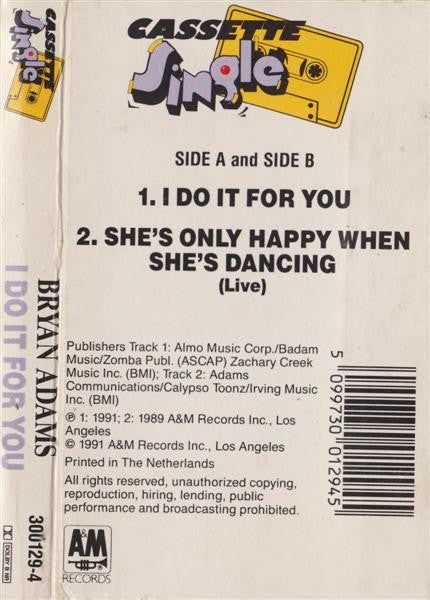 CASSETTE
Single
SIDE A and SIDE B
1. I DO IT FOR YOU
2. SHE'S ONLY HAPPY WHEN
SHE'S DANCING
(Live)
Publishers Track 1: Almo Music Corp./Badam
Music/Zomba Publ. (ASCAP) Zachary Creek
Music Inc. (BMI); Track 2: Adams
Communications/Calypso Toonz/Irving Music
Inc. (BMI)
℗ 1: 1991; 2: 1989 A&M Records Inc., Los
Angeles
© 1991 A&M Records Inc., Los Angeles
Printed in The Netherlands
All rights reserved, unauthorized copying,
reproduction, hiring, lending, public
performance and broadcasting prohibited.
A&M
RECORDS
5 099730 012945
CASSETTE
Single
BRYAN ADAMS
I DO IT FOR YOU
300129-4
DOLBY B NR